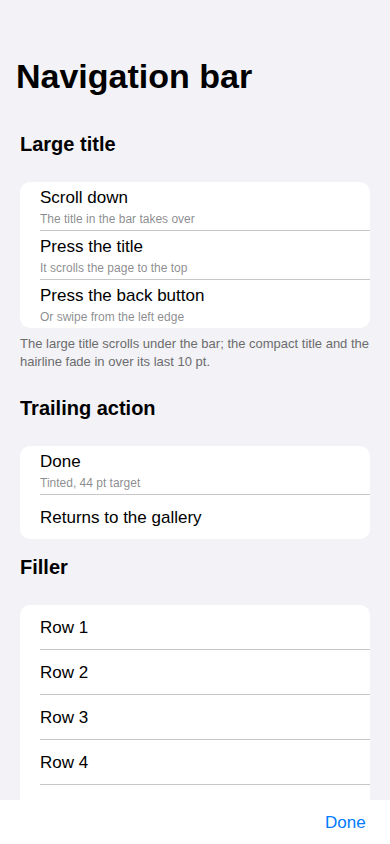 Navigation bar
Large title
Scroll down
The title in the bar takes over
Press the title
It scrolls the page to the top
Press the back button
Or swipe from the left edge
The large title scrolls under the bar; the compact title and the
hairline fade in over its last 10 pt.
Trailing action
Done
Tinted, 44 pt target
Returns to the gallery
Filler
Row 1
Row 2
Row 3
Row 4
Done